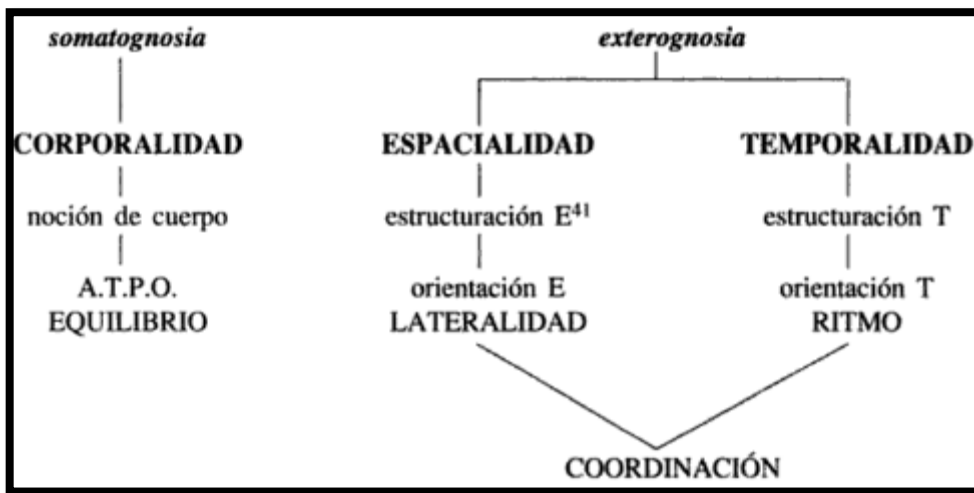 somatognosia
exterognosia
CORPORALIDAD
ESPACIALIDAD
TEMPORALIDAD
noción de cuerpo
estructuración E⁴¹
estructuración T
A.T.P.O.
orientación E
orientación T
EQUILIBRIO
LATERALIDAD
RITMO
COORDINACIÓN